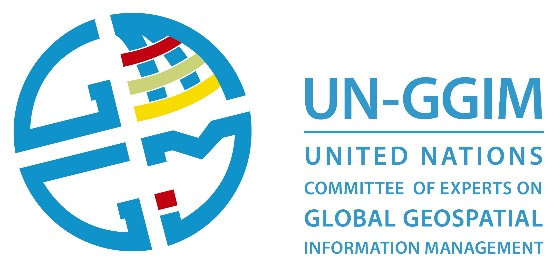 UN-GGIM
UNITED NATIONS
COMMITTEE OF EXPERTS ON
GLOBAL GEOSPATIAL
INFORMATION MANAGEMENT